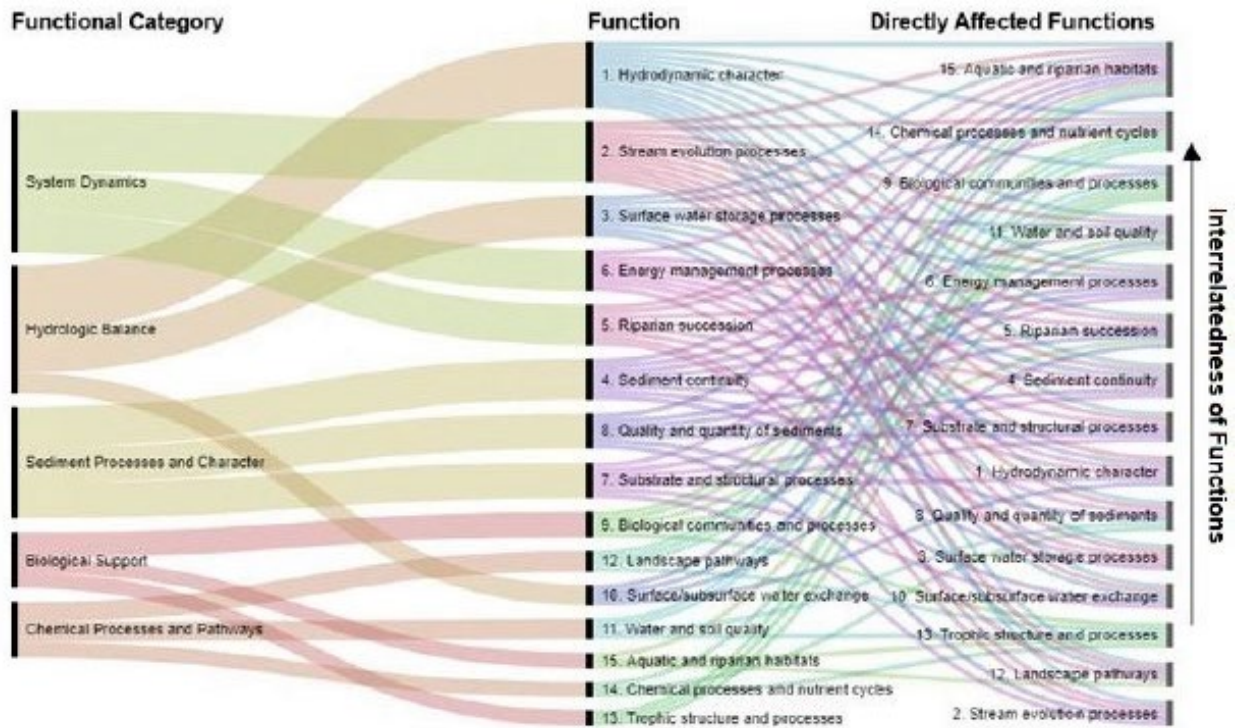 Functional Category
Function
Directly Affected Functions
System Dynamics
Hydrologic Balance
Sediment Processes and Character
Biological Support
Chemical Processes and Pathways
1. Hydrodynamic character
2. Stream evolution processes
3. Surface water storage processes
6. Energy management processes
5. Riparian succession
4. Sediment continuity
8. Quality and quantity of sediments
7. Substrate and structural processes
9. Biological communities and processes
12. Landscape pathways
10. Surface/subsurface water exchange
11. Water and soil quality
15. Aquatic and riparian habitats
14. Chemical processes and nutrient cycles
13. Trophic structure and processes
15. Aquatic and riparian habitats
14. Chemical processes and nutrient cycles
9. Biological communities and processes
11. Water and soil quality
6. Energy management processes
5. Riparian succession
4. Sediment continuity
7. Substrate and structural processes
1. Hydrodynamic character
8. Quality and quantity of sediments
3. Surface water storage processes
10. Surface/subsurface water exchange
13. Trophic structure and processes
12. Landscape pathways
2. Stream evolution processes
Interrelatedness of Functions